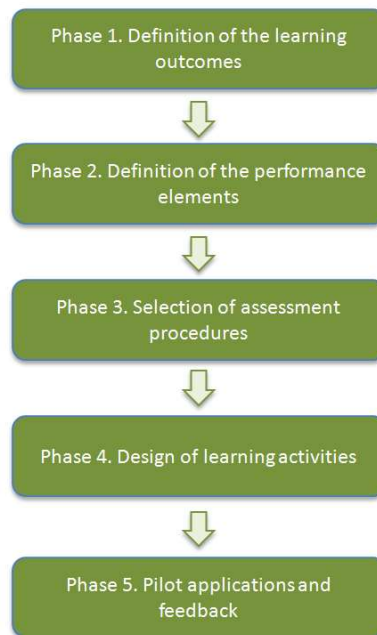 Phase 1. Definition of the learning
outcomes
Phase 2. Definition of the performance
elements
Phase 3. Selection of assessment
procedures
Phase 4. Design of learning activities
Phase 5. Pilot applications and
feedback